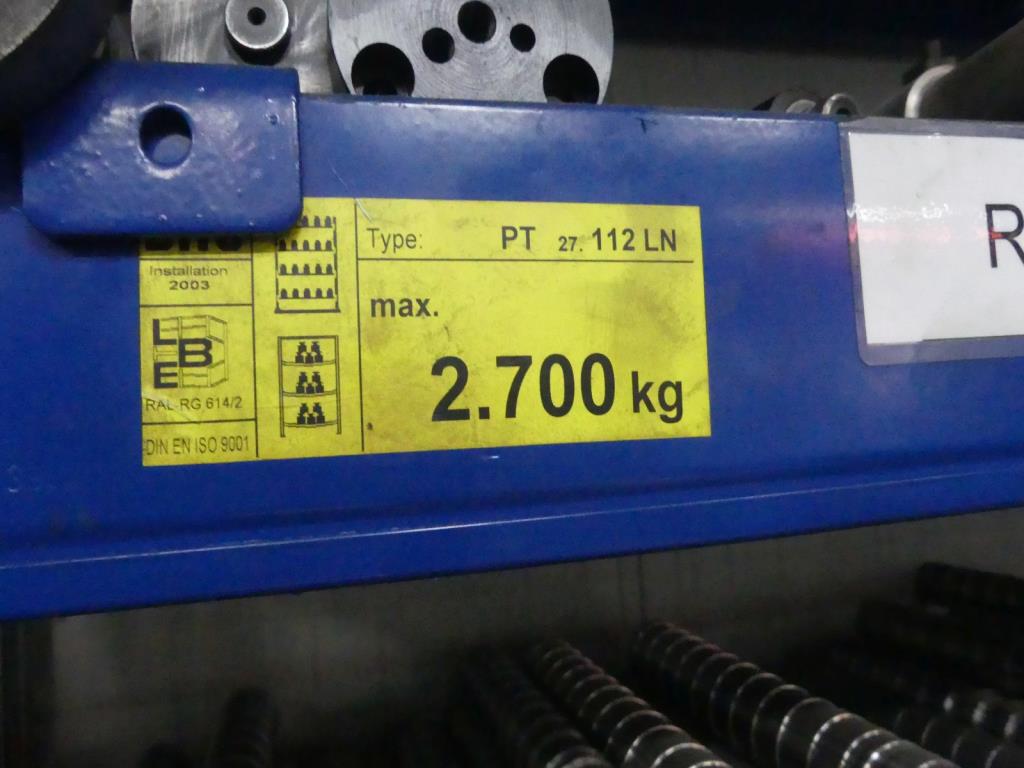 Installation
2003
LBE
RAL-RG 614/2
DIN EN ISO 9001
Type: PT 27. 112 LN
max.
2.700 kg
R